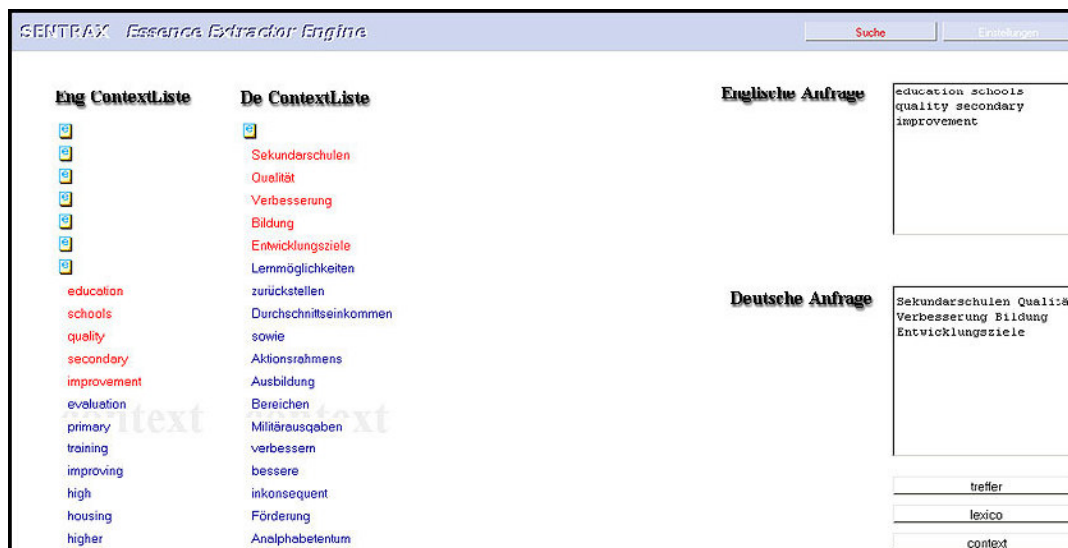 SENTRAX Essence Extractor Engine
Suche
Einstellungen
Eng ContextListe
De ContextListe
Sekundarschulen
Qualität
Verbesserung
Bildung
Entwicklungsziele
Lernmöglichkeiten
education
zurückstellen
schools
Durchschnittseinkommen
quality
sowie
secondary
Aktionsrahmens
improvement
Ausbildung
evaluation
Bereichen
primary
Militärausgaben
training
verbessern
improving
bessere
high
inkonsequent
housing
Förderung
higher
Analphabetentum
context
context
Englische Anfrage
education schools
quality secondary
improvement
Deutsche Anfrage
Sekundarschulen Qualitä
Verbesserung Bildung
Entwicklungsziele
treffer
lexico
context